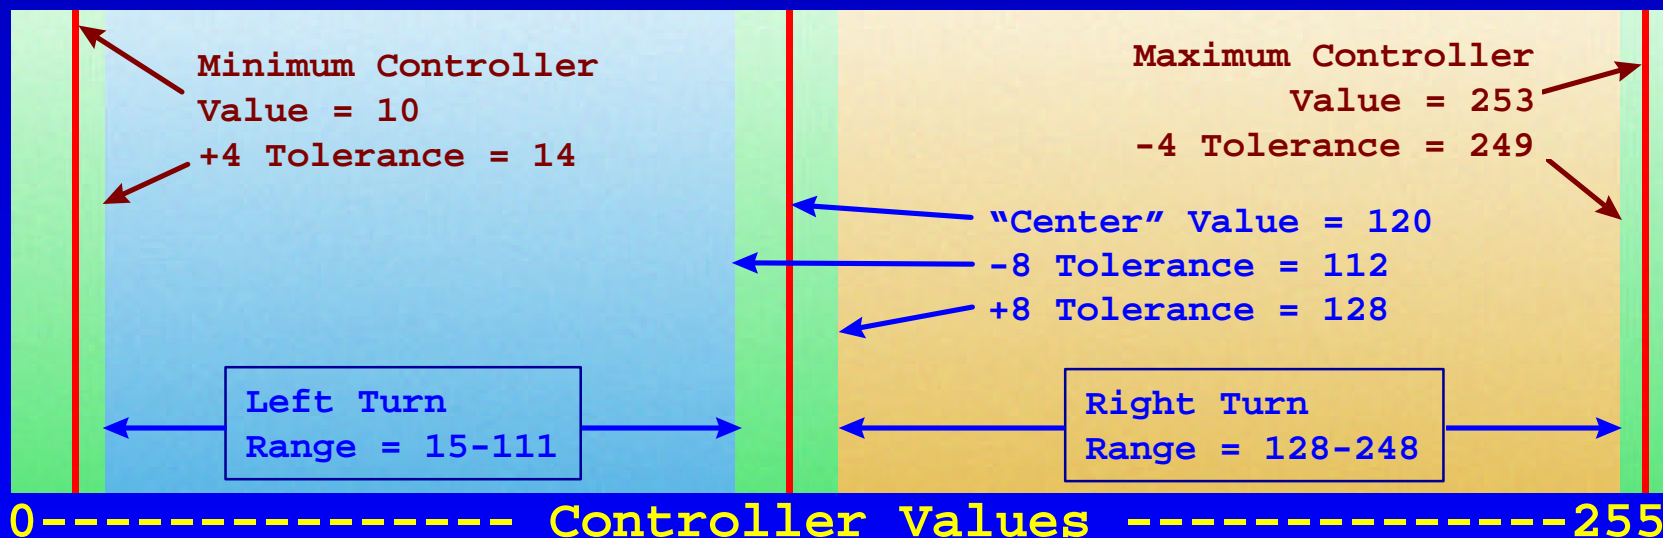 Minimum Controller
Value = 10
+4 Tolerance = 14
Maximum Controller
Value = 253
-4 Tolerance = 249
“Center” Value = 120
-8 Tolerance = 112
+8 Tolerance = 128
Left Turn
Range = 15-111
Right Turn
Range = 128-248
0--------------- Controller Values --------------255